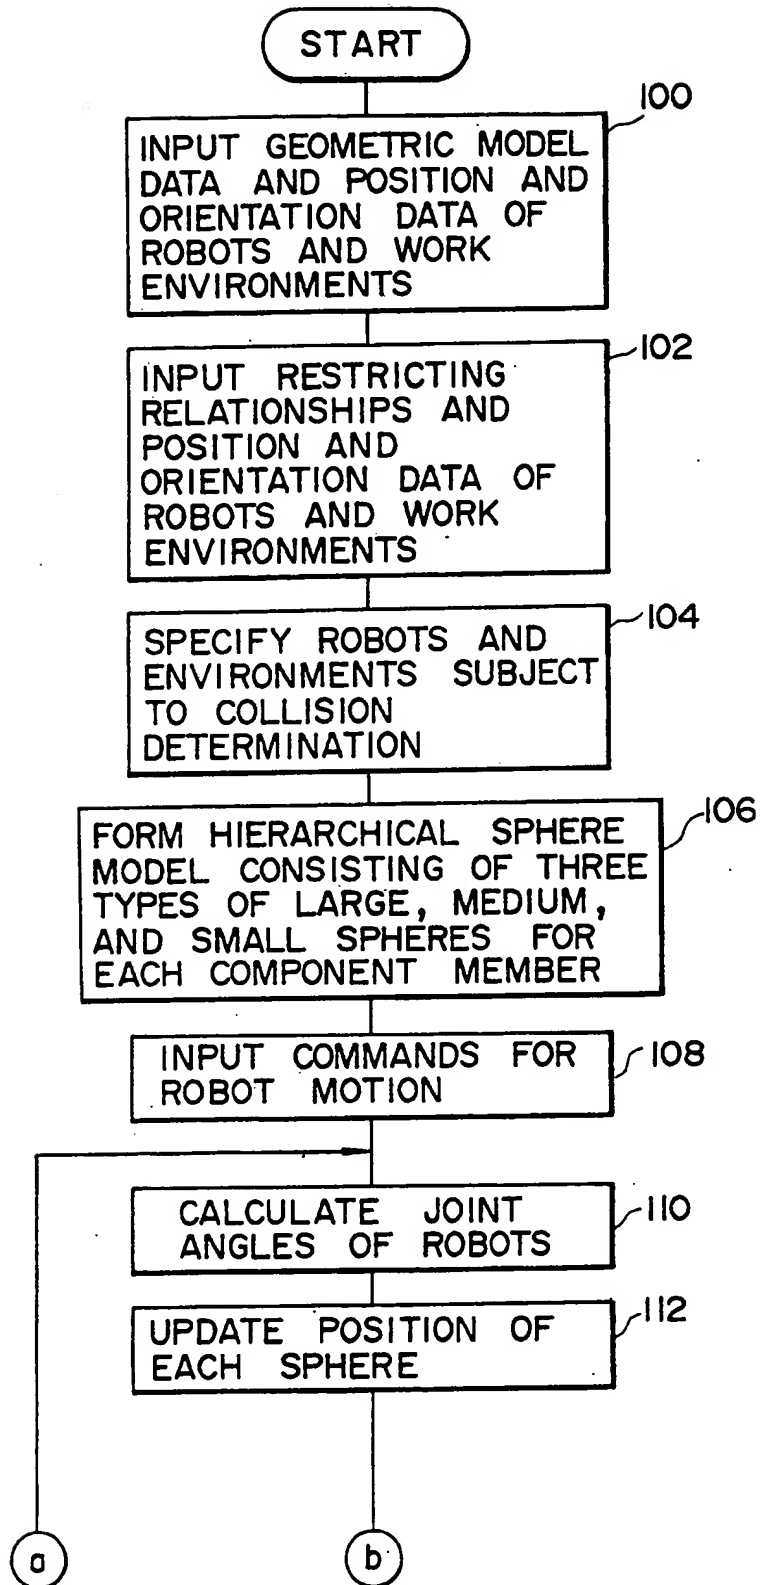 START
100
INPUT GEOMETRIC MODEL
DATA AND POSITION AND
ORIENTATION DATA OF
ROBOTS AND WORK
ENVIRONMENTS
102
INPUT RESTRICTING
RELATIONSHIPS AND
POSITION AND
ORIENTATION DATA OF
ROBOTS AND WORK
ENVIRONMENTS
104
SPECIFY ROBOTS AND
ENVIRONMENTS SUBJECT
TO COLLISION
DETERMINATION
106
FORM HIERARCHICAL SPHERE
MODEL CONSISTING OF THREE
TYPES OF LARGE, MEDIUM,
AND SMALL SPHERES FOR
EACH COMPONENT MEMBER
108
INPUT COMMANDS FOR
ROBOT MOTION
110
CALCULATE JOINT
ANGLES OF ROBOTS
112
UPDATE POSITION OF
EACH SPHERE
a
b